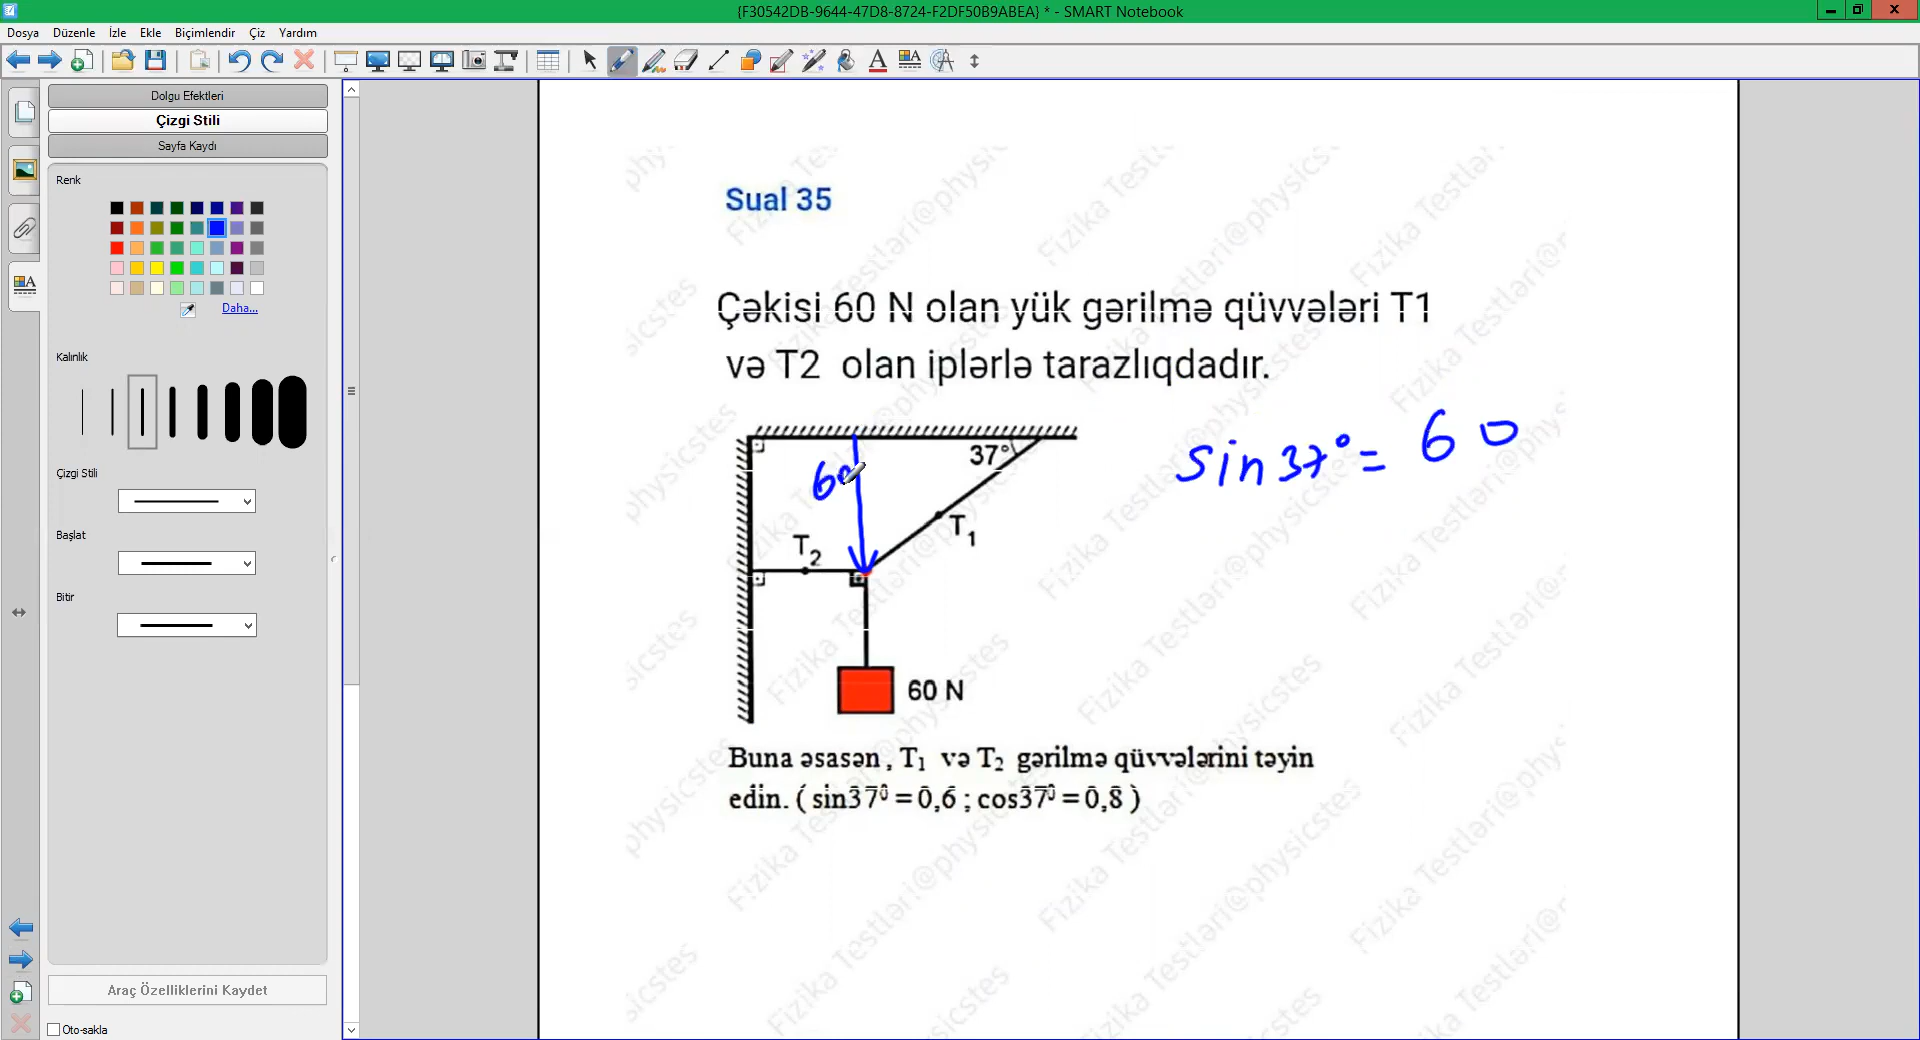 {F30542DB-9644-47D8-8724-F2DF50B9ABEA} * - SMART Notebook
Dosya Düzenle İzle Ekle Biçimlendir Çiz Yardım
Dolgu Efektleri
Çizgi Stili
Sayfa Kaydı
Renk
Daha...
Kalınlık
Çizgi Stili
Başlat
Bitir
Araç Özelliklerini Kaydet
Oto-sakla
Sual 35
Çəkisi 60 N olan yük gərilmə qüvvələri T1
və T2 olan iplərlə tarazlıqdadır.
37°
60
T1
T2
60 N
sin 37° = 60
Buna əsasən , T₁ və T₂ gərilmə qüvvələrini təyin
edin. ( sin37⁰ = 0,6 ; cos37⁰ = 0,8 )
Fizika Testləri@physicstes